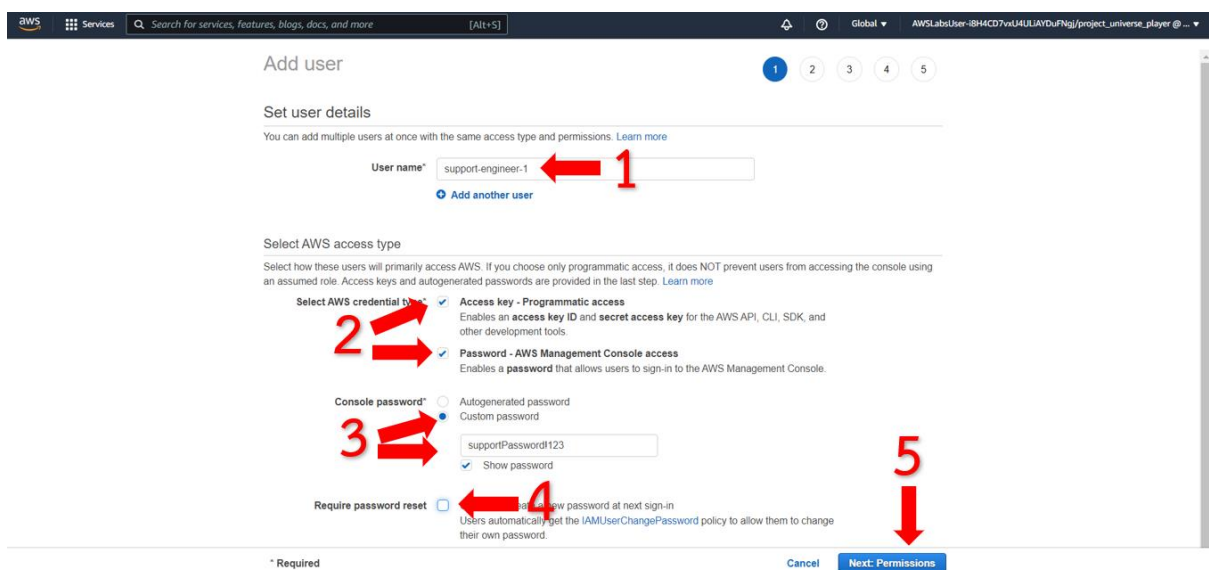 aws Services Search for services, features, blogs, docs, and more [Alt+S] Global ▾ AWSLabsUser-i8H4CD7vxU4ULiAYDuFNgj/project_universe_player @ ... ▾
Add user 1 2 3 4 5
Set user details
You can add multiple users at once with the same access type and permissions. Learn more
User name* support-engineer-1 1
Add another user
Select AWS access type
Select how these users will primarily access AWS. If you choose only programmatic access, it does NOT prevent users from accessing the console using
an assumed role. Access keys and autogenerated passwords are provided in the last step. Learn more
Select AWS credential type* Access key - Programmatic access
Enables an access key ID and secret access key for the AWS API, CLI, SDK, and
other development tools.
2
Password - AWS Management Console access
Enables a password that allows users to sign-in to the AWS Management Console.
Console password* Autogenerated password
Custom password
3
supportPassword!123
Show password
5
Require password reset 4 new password at next sign-in
Users automatically get the IAMUserChangePassword policy to allow them to change
their own password.
* Required Cancel Next: Permissions